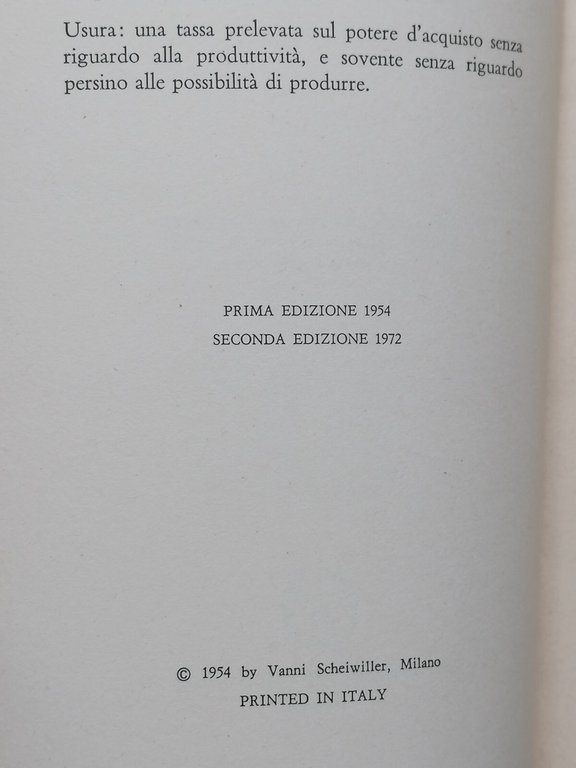 Usura: una tassa prelevata sul potere d'acquisto senza
riguardo alla produttività, e sovente senza riguardo
persino alle possibilità di produrre.
PRIMA EDIZIONE 1954
SECONDA EDIZIONE 1972
© 1954 by Vanni Scheiwiller, Milano
PRINTED IN ITALY